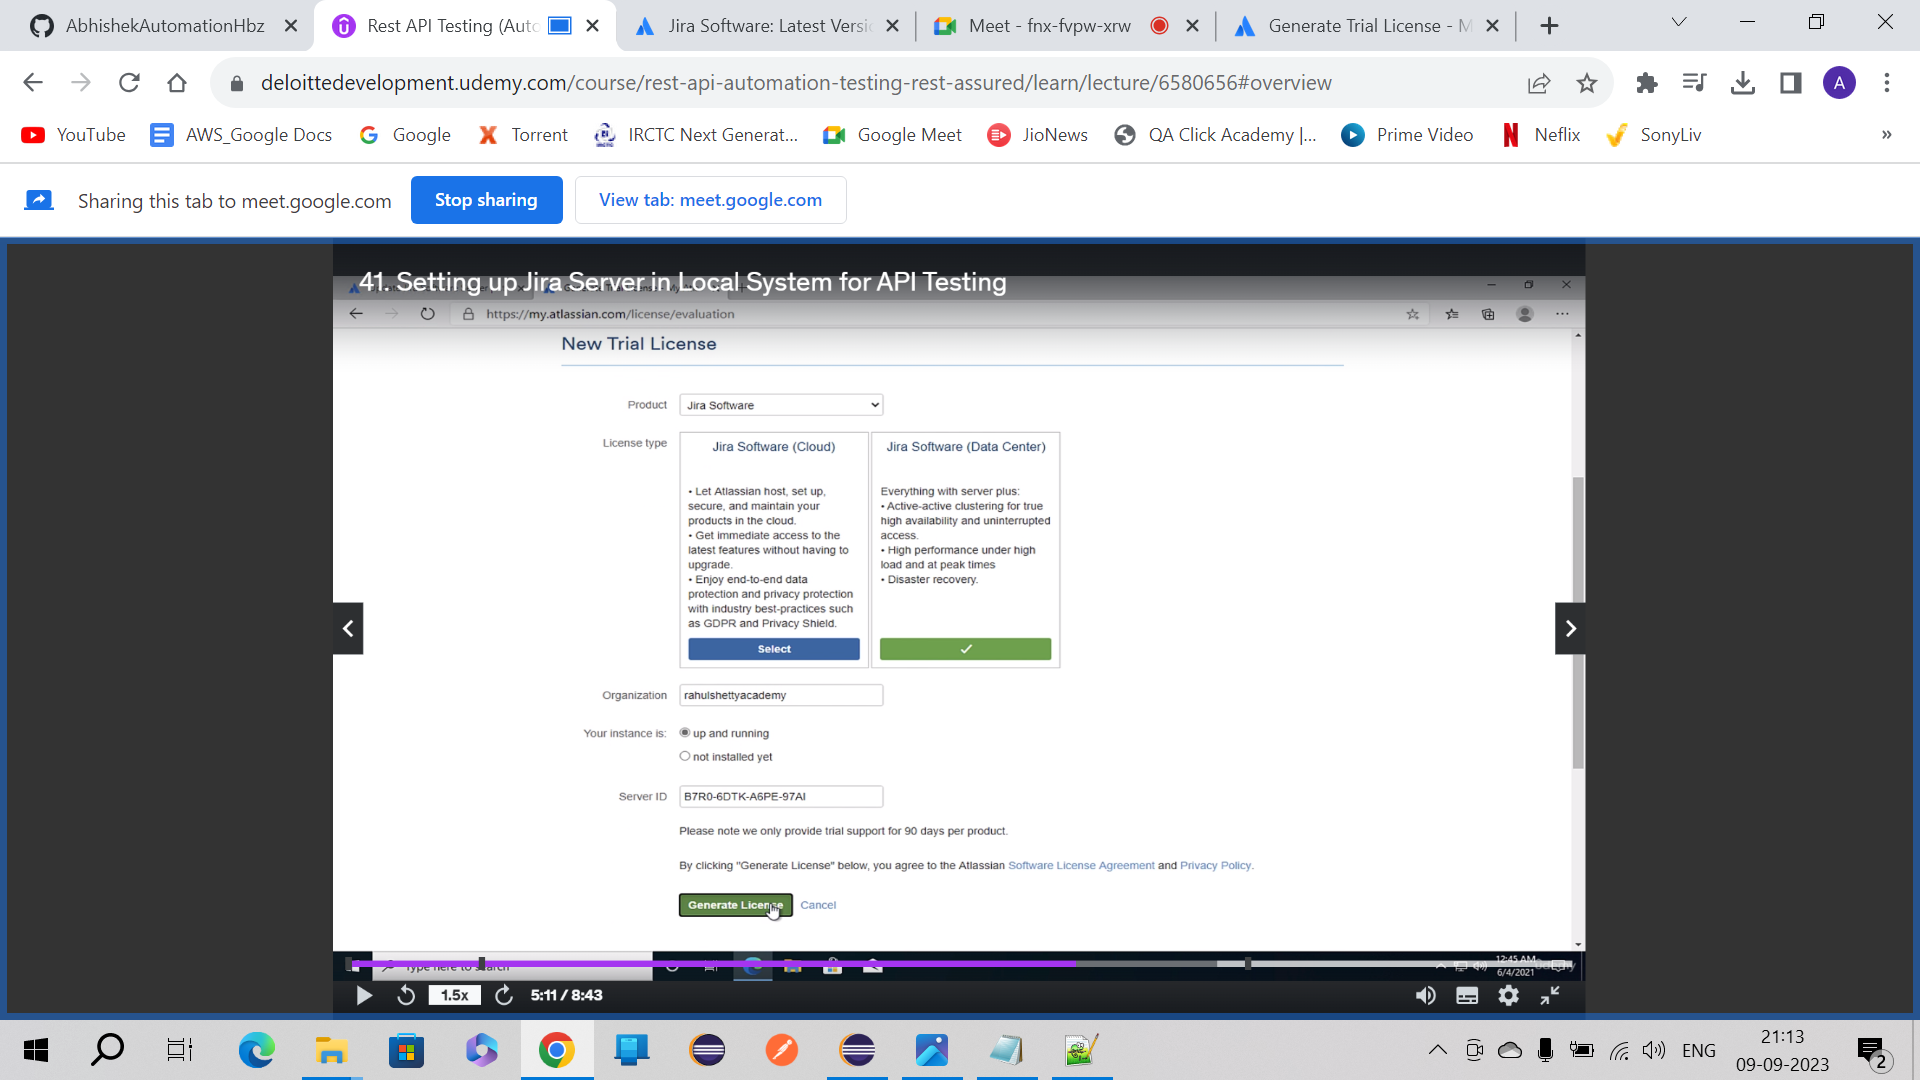 AbhishekAutomationHbz
Rest API Testing (Auto
Jira Software: Latest Versi
Meet - fnx-fvpw-xrw
Generate Trial License - M
deloittedevelopment.udemy.com/course/rest-api-automation-testing-rest-assured/learn/lecture/6580656#overview
A
YouTube
AWS_Google Docs
Google
Torrent
IRCTC Next Generat...
Google Meet
JioNews
QA Click Academy |...
Prime Video
Neflix
SonyLiv
»
Sharing this tab to meet.google.com
Stop sharing
View tab: meet.google.com
41. Setting up Jira Server in Local System for API Testing
https://my.atlassian.com/license/evaluation
New Trial License
Product
Jira Software
License type
Jira Software (Cloud)
• Let Atlassian host, set up,
secure, and maintain your
products in the cloud.
• Get immediate access to the
latest features without having to
upgrade.
• Enjoy end-to-end data
protection and privacy protection
with industry best-practices such
as GDPR and Privacy Shield.
Select
Jira Software (Data Center)
Everything with server plus:
• Active-active clustering for true
high availability and uninterrupted
access.
• High performance under high
load and at peak times
• Disaster recovery.
Organization
rahulshettyacademy
Your instance is:
up and running
not installed yet
Server ID
B7R0-6DTK-A6PE-97AI
Please note we only provide trial support for 90 days per product.
By clicking "Generate License" below, you agree to the Atlassian Software License Agreement and Privacy Policy.
Generate License
Cancel
Type here to search
12:45 AM
6/4/2021
1.5x
5:11 / 8:43
ENG
21:13
09-09-2023
2